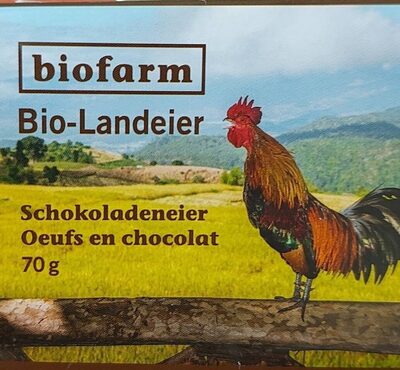 biofarm
Bio-Landeier
Schokoladeneier
Oeufs en chocolat
70 g